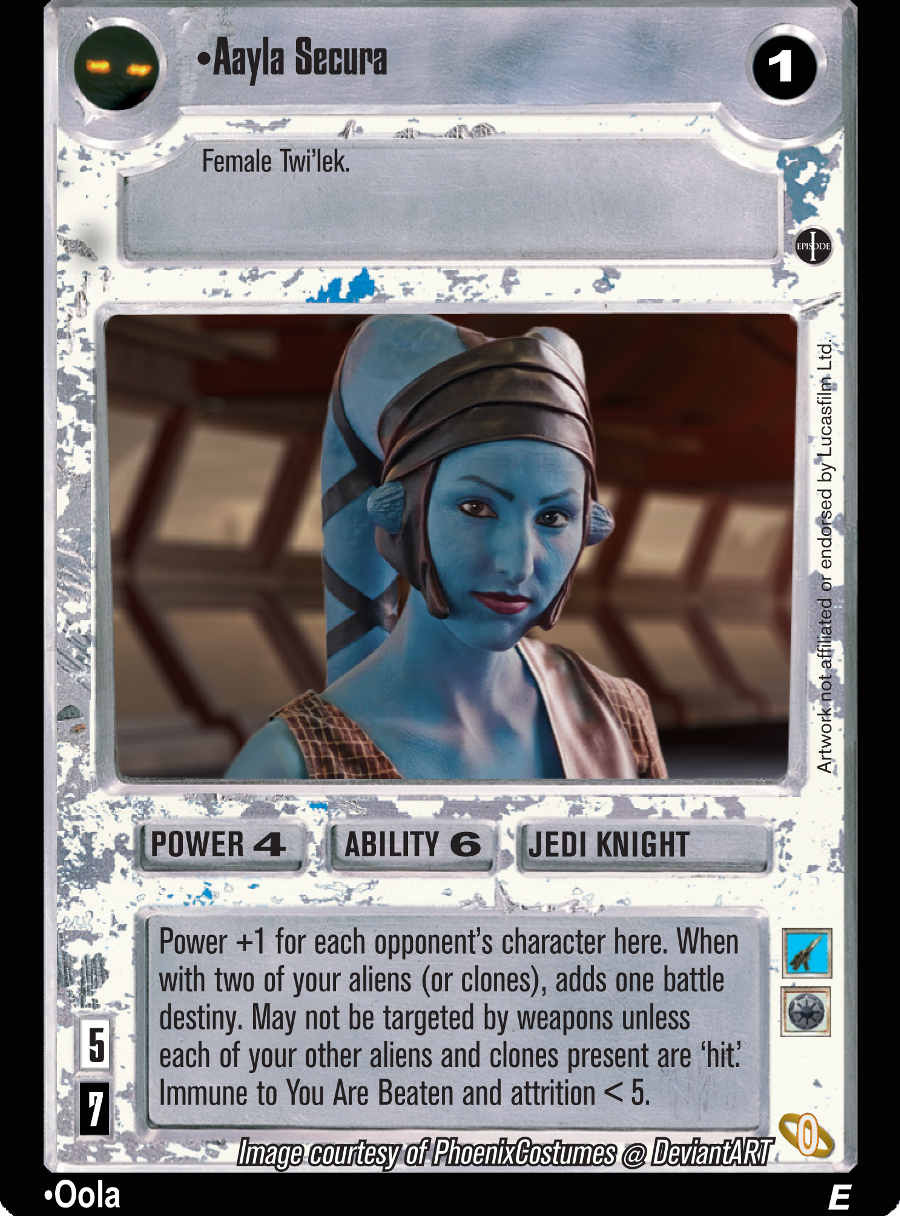 •Aayla Secura
1
Female Twi’lek.
EPISODE I
Artwork not affiliated or endorsed by Lucasfilm Ltd.
POWER 4
ABILITY 6
JEDI KNIGHT
Power +1 for each opponent’s character here. When
with two of your aliens (or clones), adds one battle
destiny. May not be targeted by weapons unless
each of your other aliens and clones present are ‘hit.’
Immune to You Are Beaten and attrition < 5.
5
7
0
Image courtesy of PhoenixCostumes @ DeviantART
•Oola
E